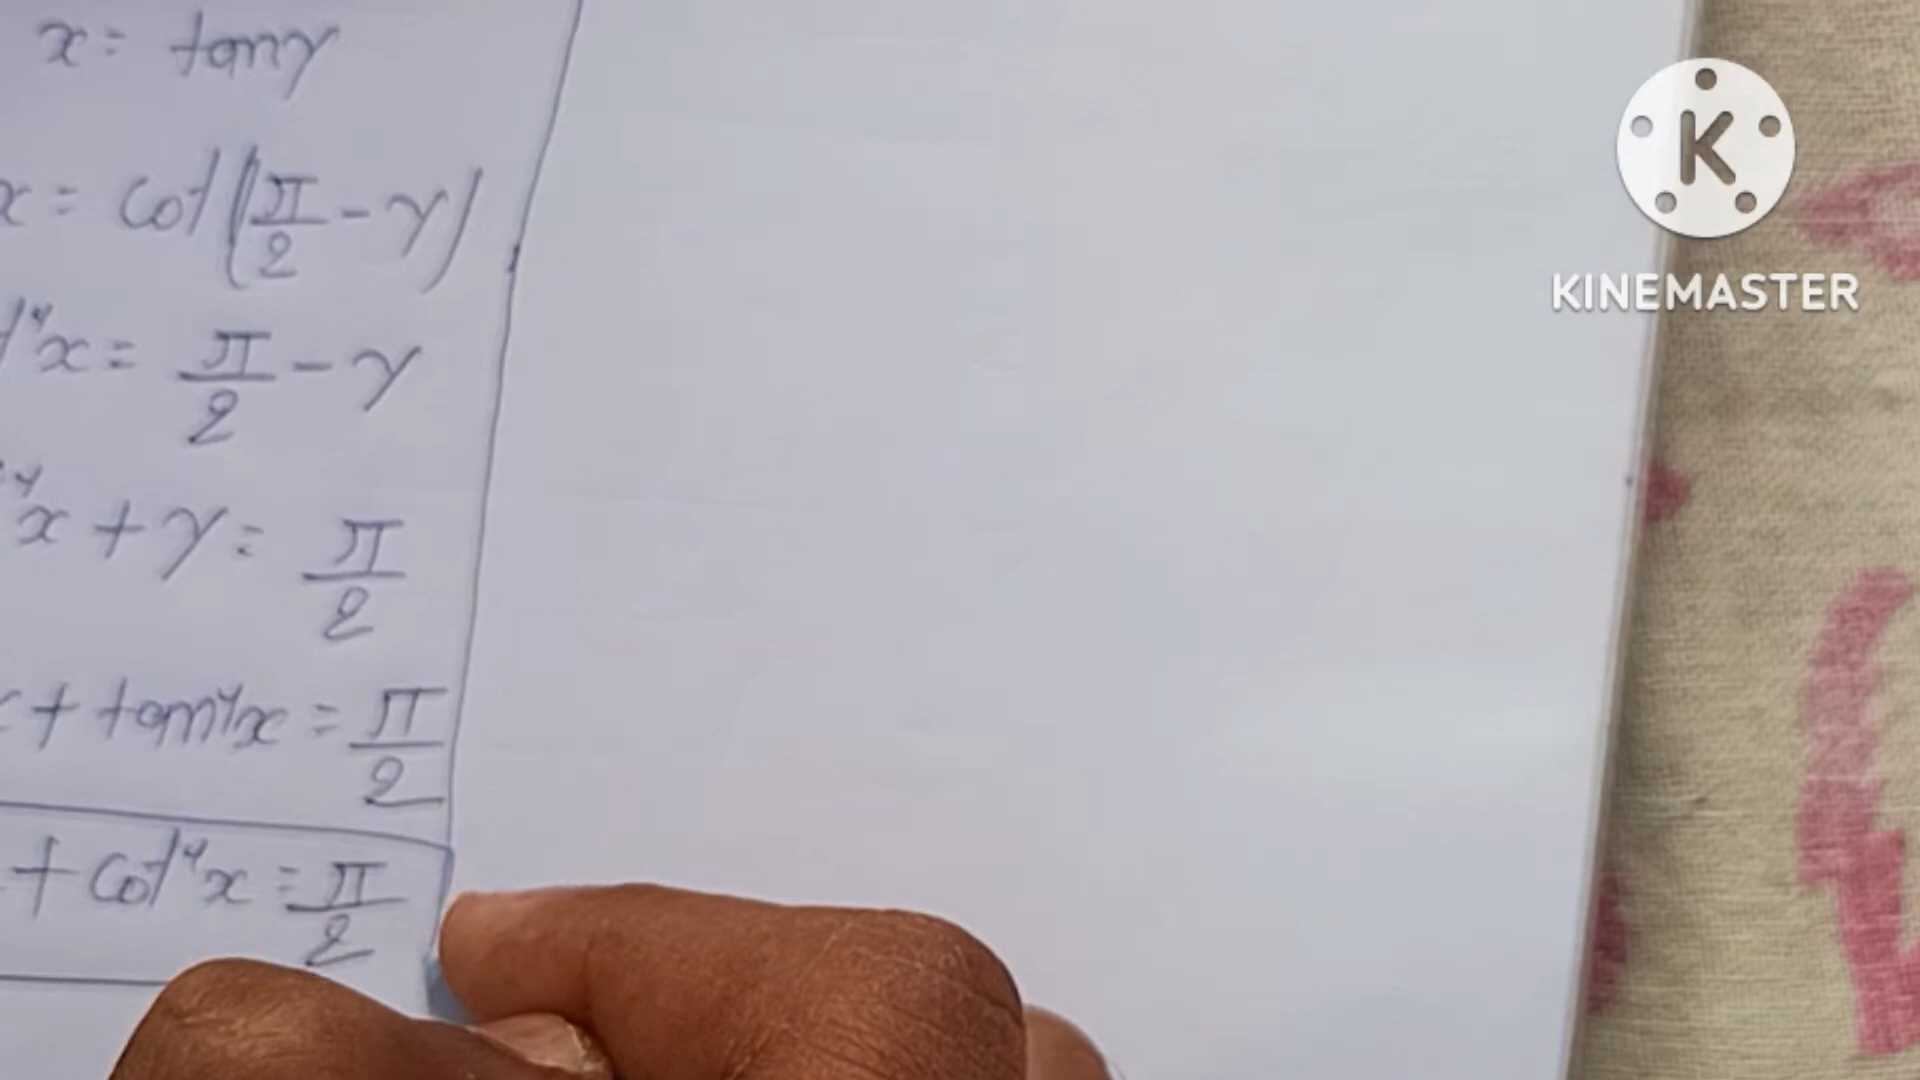 x = tan y
x = cot(π/2 - y)
x = π/2 - y
x + y = π/2
+ tan⁻¹x = π/2
+ cot⁻¹x = π/2
K
KINEMASTER